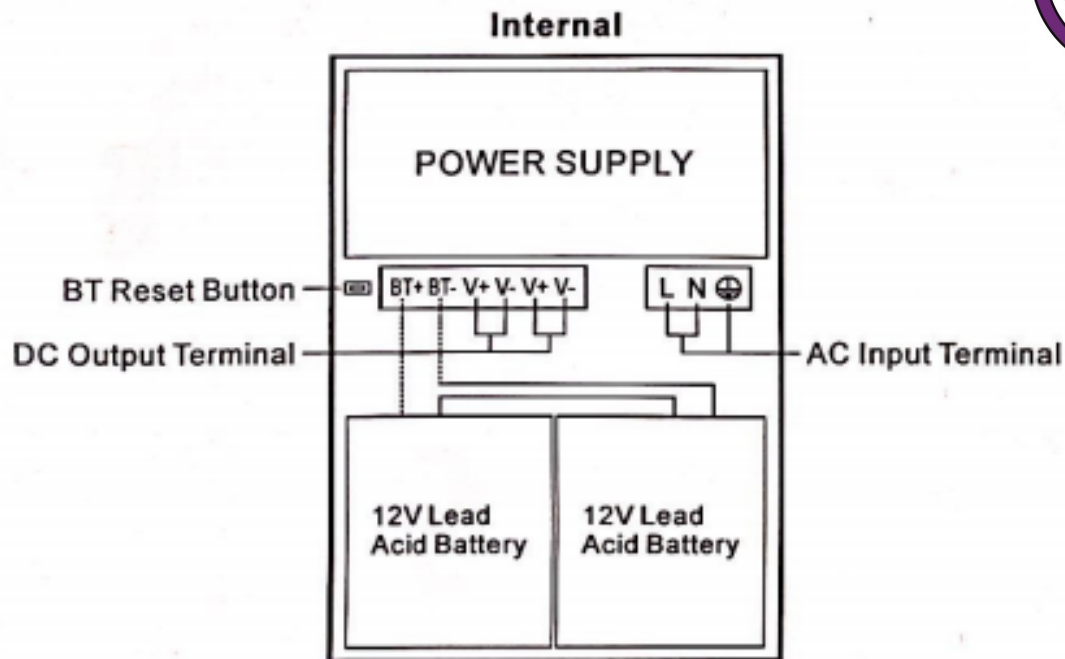 Internal
POWER SUPPLY
BT Reset Button
BT+ BT- V+ V- V+ V-
L N
DC Output Terminal
AC Input Terminal
12V Lead
Acid Battery
12V Lead
Acid Battery